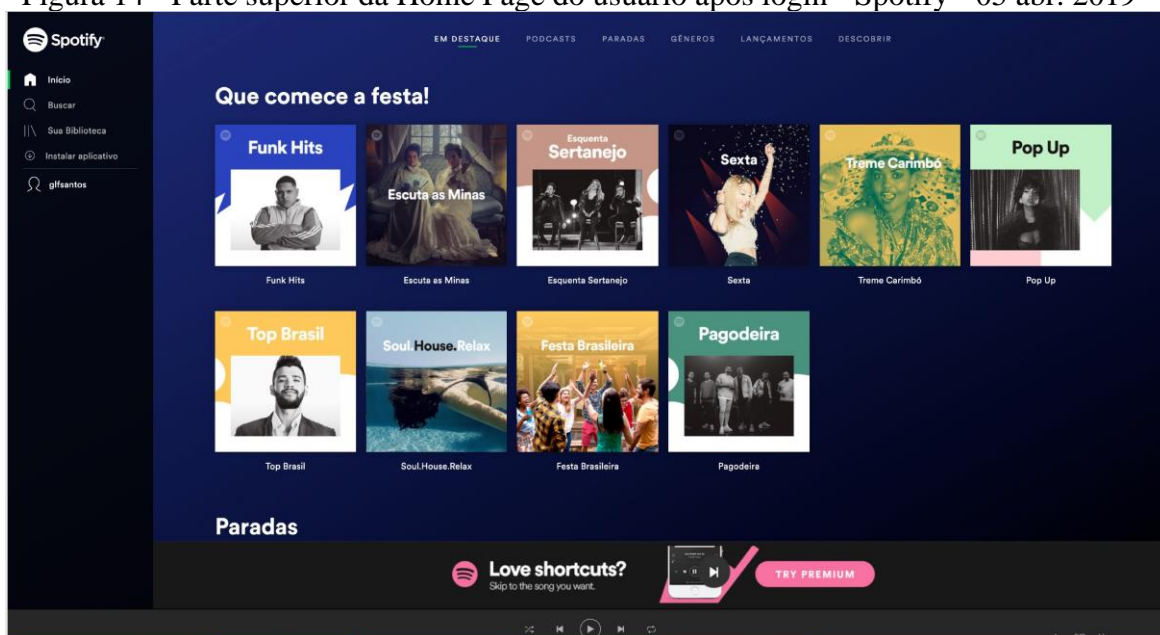 Figura 14 - Parte superior da Home Page do usuário após login - Spotify - 05 abr. 2019
Spotify
EM DESTAQUE PODCASTS PARADAS GÊNEROS LANÇAMENTOS DESCOBRIR
Início
Buscar
Sua Biblioteca
Instalar aplicativo
glfsantos
Que comece a festa!
Funk Hits
Escuta as Minas
Esquenta
Sertanejo
Sexta
Treme Carimbó
Pop Up
Funk Hits Escuta as Minas Esquenta Sertanejo Sexta Treme Carimbó Pop Up
Top Brasil
Soul.House.Relax
Festa Brasileira
Pagodeira
Top Brasil Soul.House.Relax Festa Brasileira Pagodeira
Paradas
Love shortcuts?
Skip to the song you want.
TRY PREMIUM